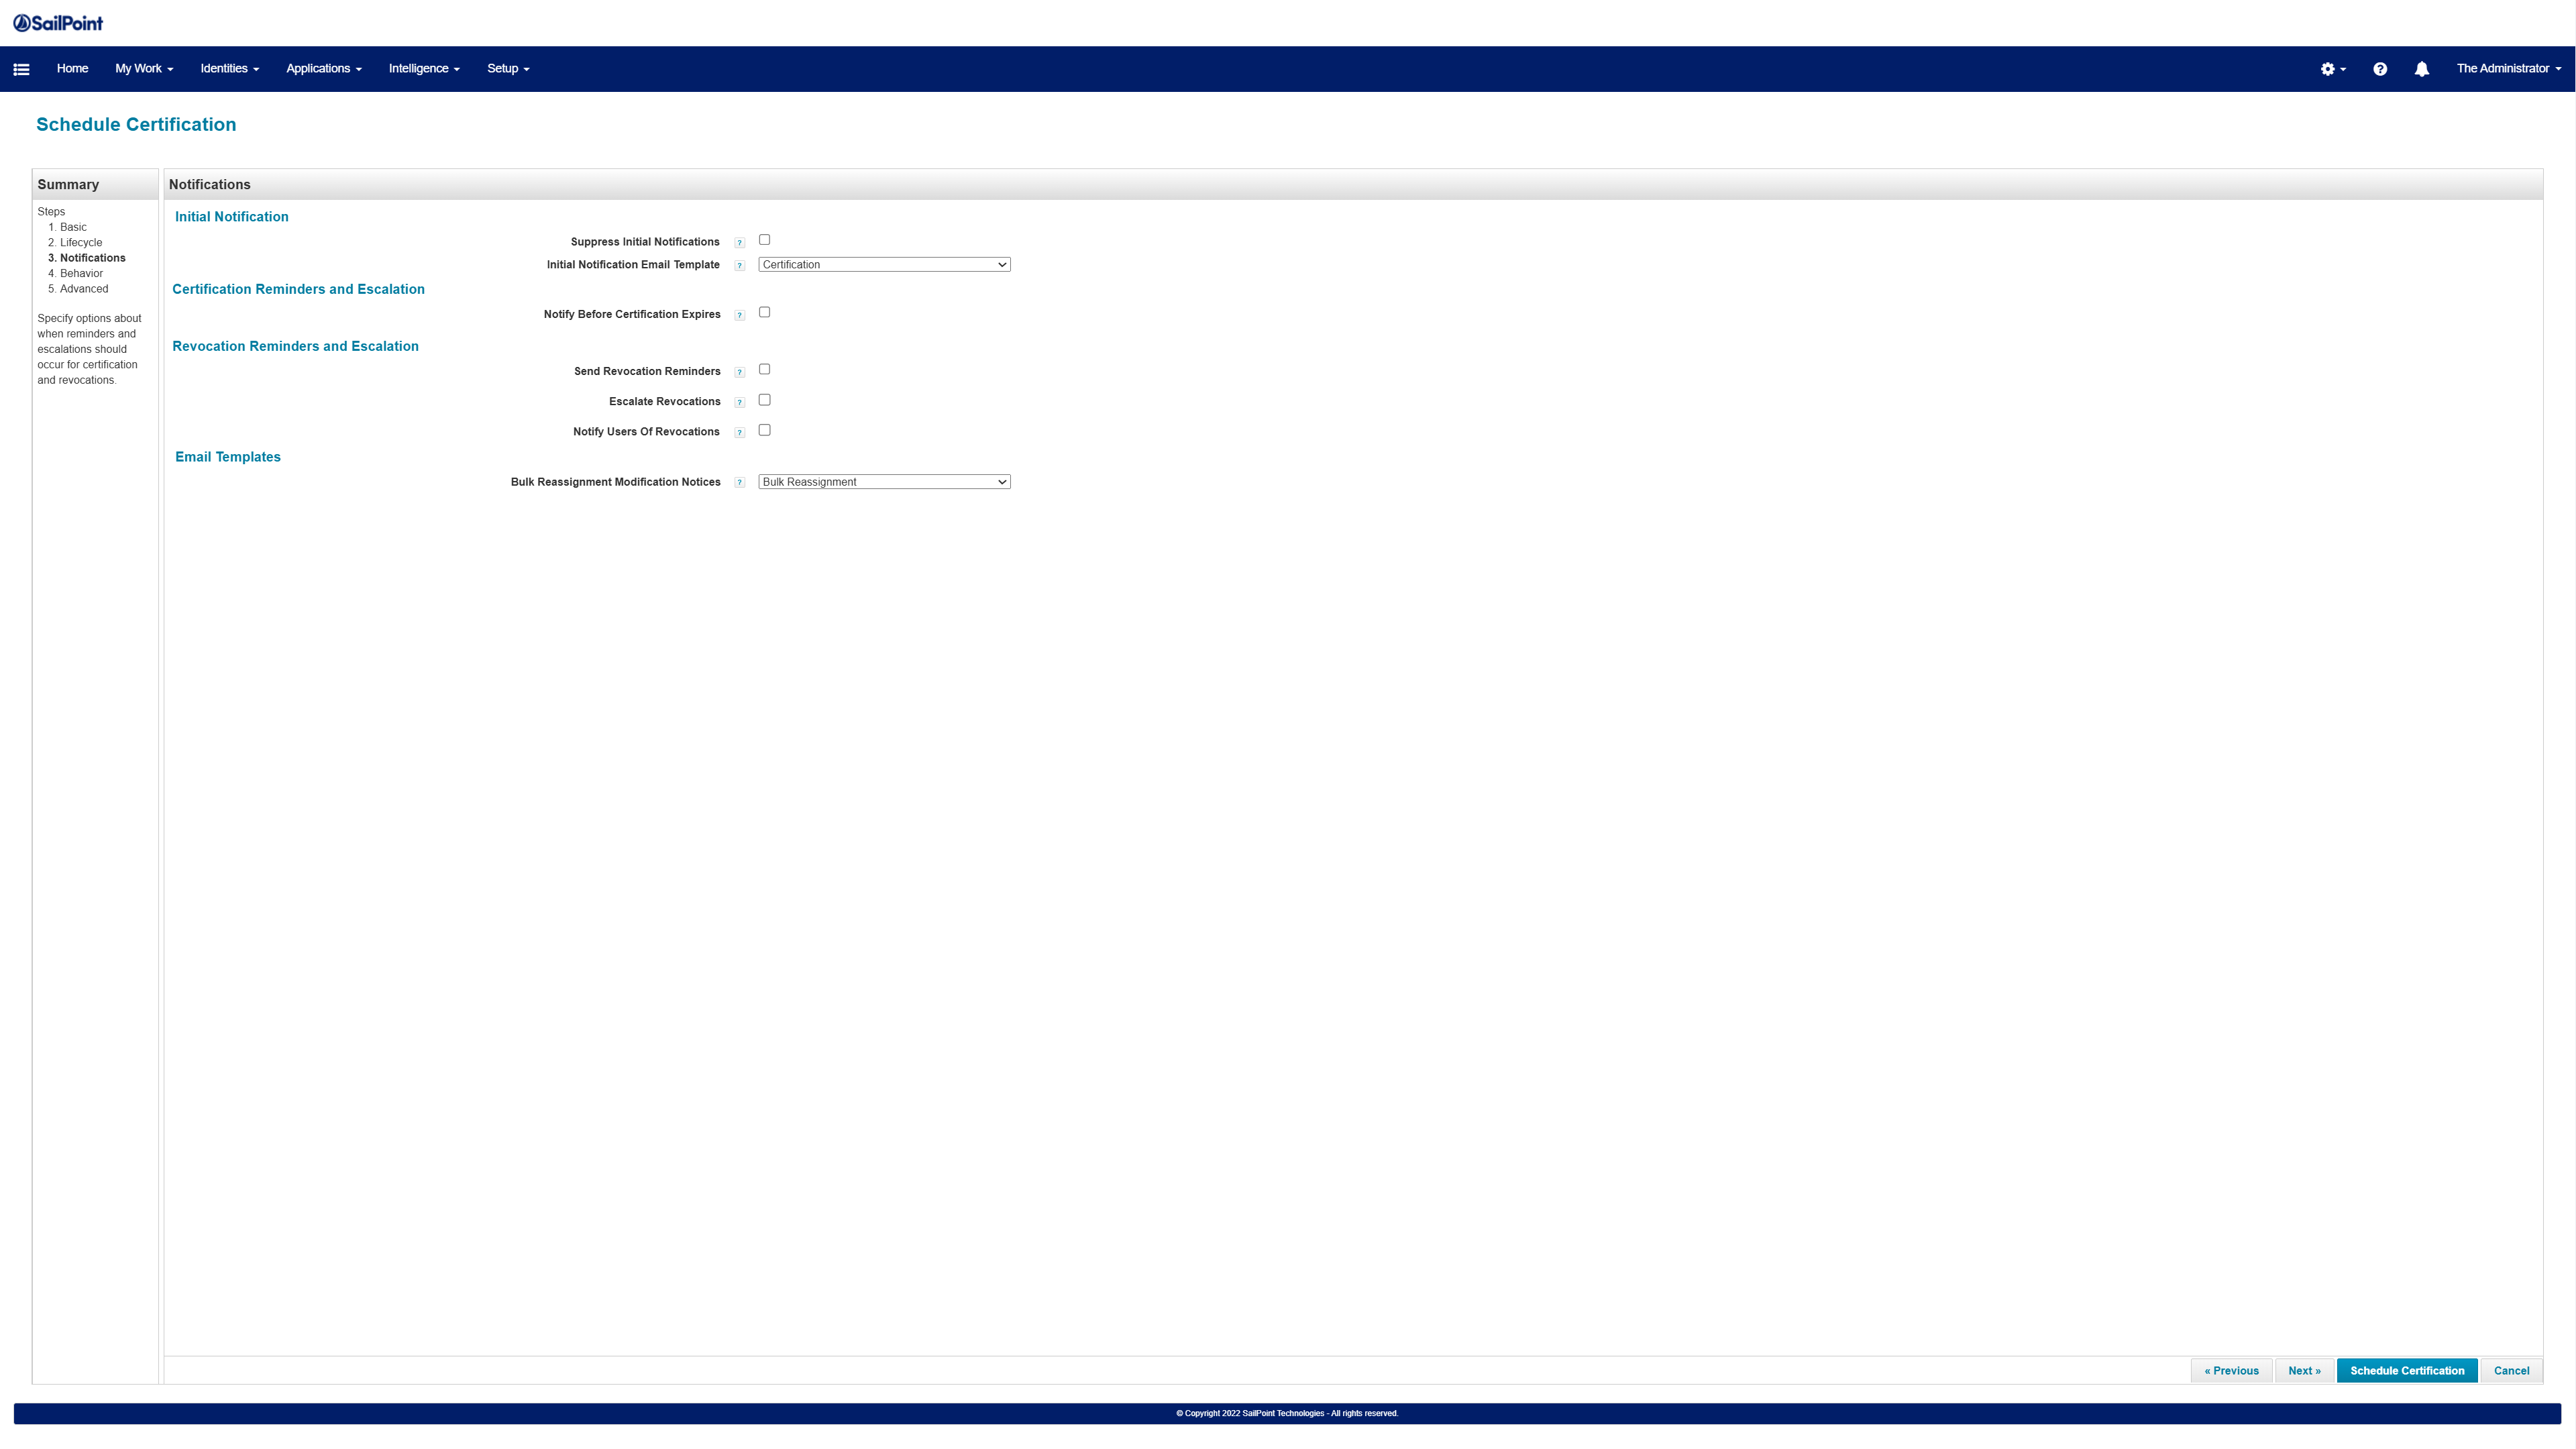 SailPoint
Home My Work Identities Applications Intelligence Setup The Administrator
Schedule Certification
Summary
Steps
1. Basic
2. Lifecycle
3. Notifications
4. Behavior
5. Advanced
Specify options about
when reminders and
escalations should
occur for certification
and revocations.
Notifications
Initial Notification
Suppress Initial Notifications ?
Initial Notification Email Template ? Certification
Certification Reminders and Escalation
Notify Before Certification Expires ?
Revocation Reminders and Escalation
Send Revocation Reminders ?
Escalate Revocations ?
Notify Users Of Revocations ?
Email Templates
Bulk Reassignment Modification Notices ? Bulk Reassignment
« Previous Next » Schedule Certification Cancel
© Copyright 2022 SailPoint Technologies - All rights reserved.